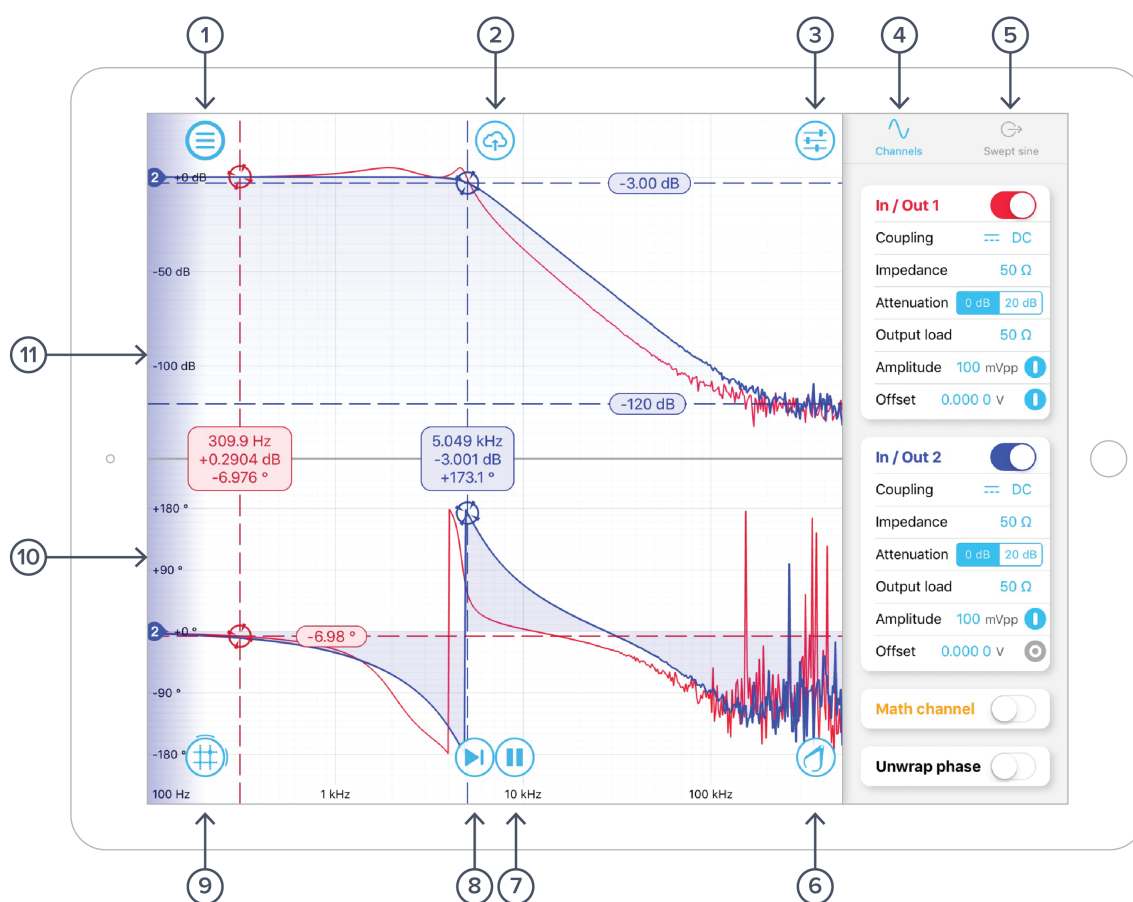 1
2
3
4
5
Channels
Swept sine
2 +0 dB
-3.00 dB
-50 dB
-100 dB
-120 dB
11
309.9 Hz
+0.2904 dB
-6.976 °
5.049 kHz
-3.001 dB
+173.1 °
+180 °
+90 °
10
2 +0 °
-6.98 °
-90 °
-180 °
100 Hz
1 kHz
10 kHz
100 kHz
In / Out 1
Coupling DC
Impedance 50 Ω
Attenuation 0 dB 20 dB
Output load 50 Ω
Amplitude 100 mVpp
Offset 0.000 0 V
In / Out 2
Coupling DC
Impedance 50 Ω
Attenuation 0 dB 20 dB
Output load 50 Ω
Amplitude 100 mVpp
Offset 0.000 0 V
Math channel
Unwrap phase
9
8
7
6